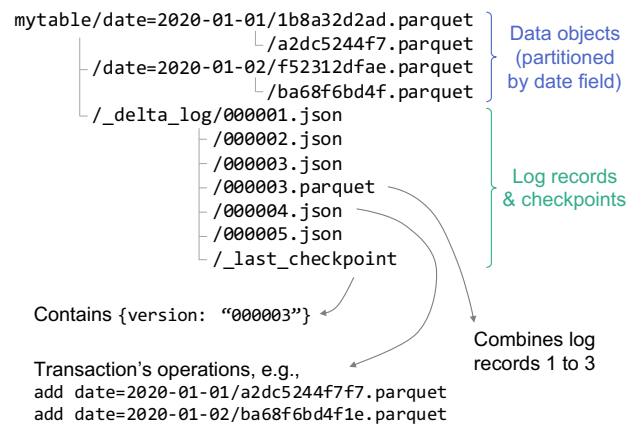 mytable/date=2020-01-01/1b8a32d2ad.parquet
/a2dc5244f7.parquet
/date=2020-01-02/f52312dfae.parquet
/ba68f6bd4f.parquet
/_delta_log/000001.json
/000002.json
/000003.json
/000003.parquet
/000004.json
/000005.json
/_last_checkpoint
Data objects
(partitioned
by date field)
Log records
& checkpoints
Contains {version: “000003”}
Combines log
records 1 to 3
Transaction’s operations, e.g.,
add date=2020-01-01/a2dc5244f7f7.parquet
add date=2020-01-02/ba68f6bd4f1e.parquet